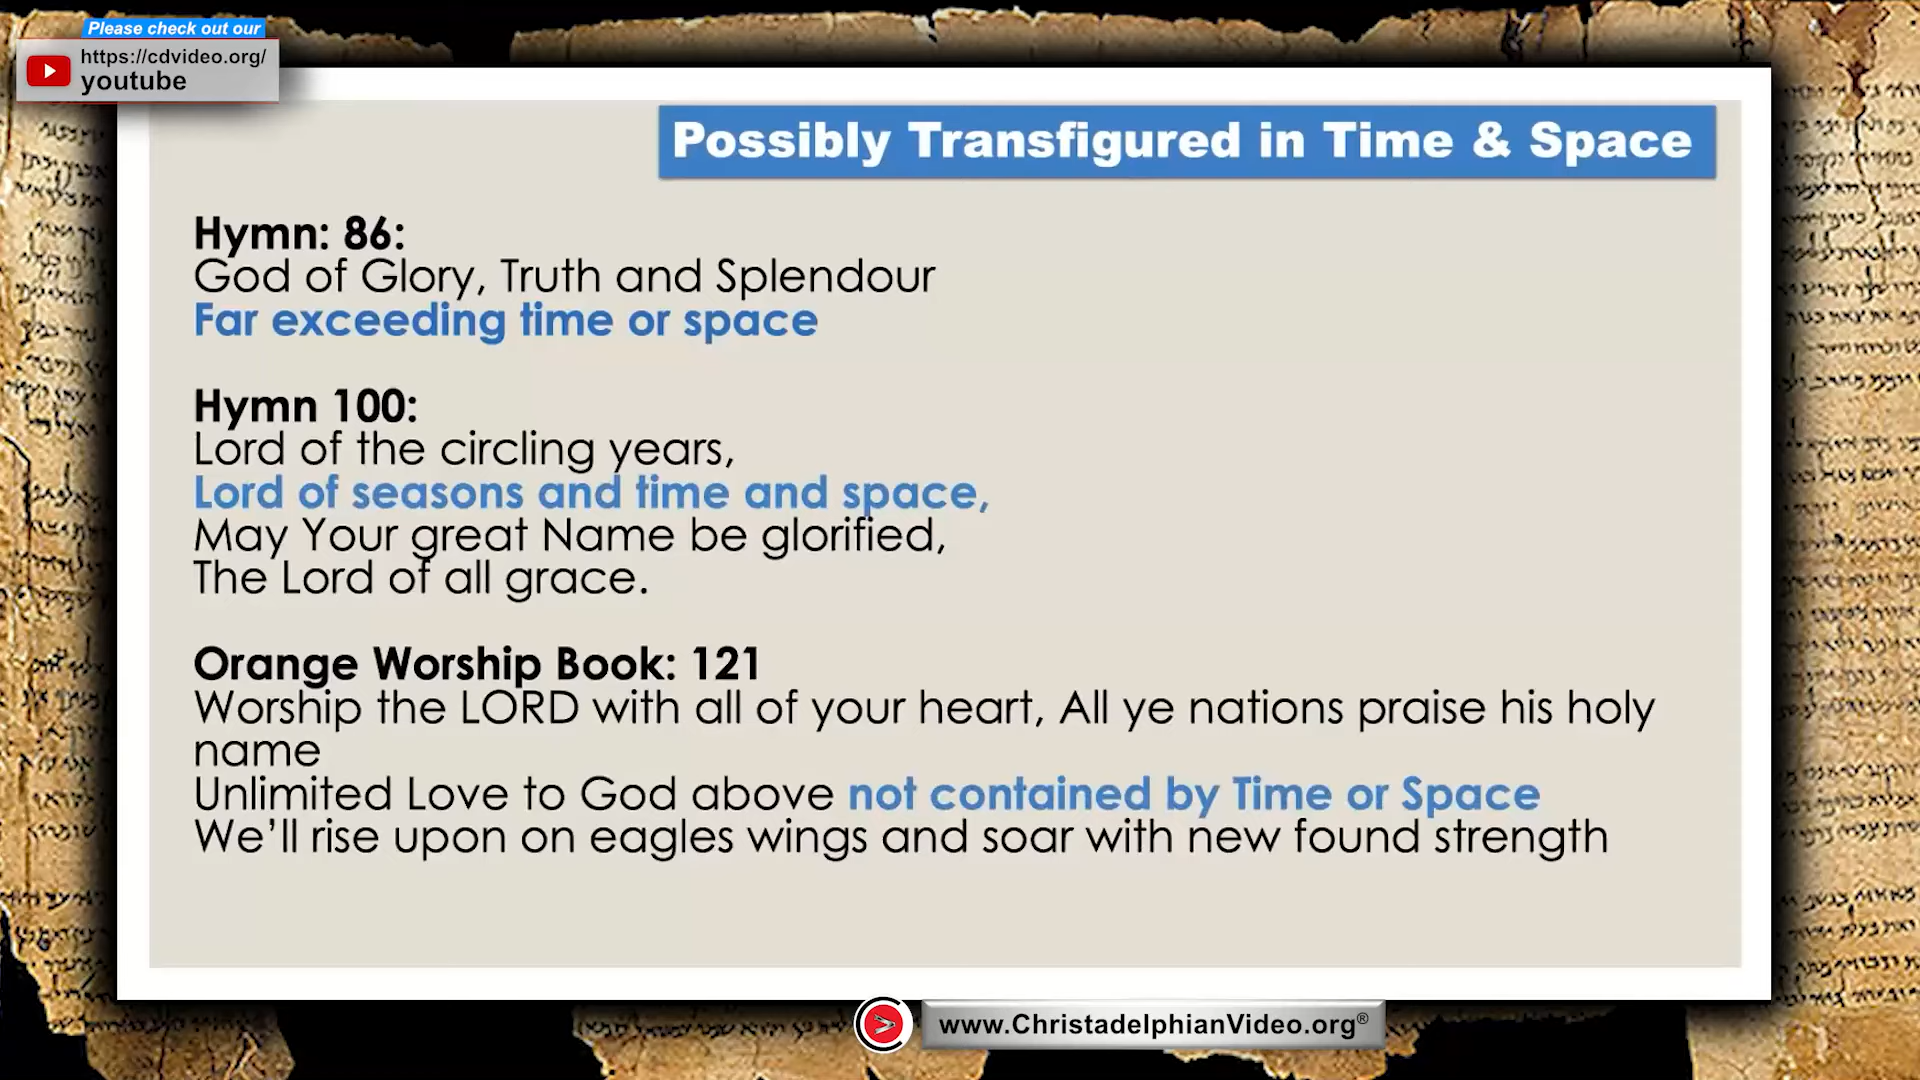 Please check out our
https://cdvideo.org/
youtube
Possibly Transfigured in Time & Space
Hymn: 86:
God of Glory, Truth and Splendour
Far exceeding time or space
Hymn 100:
Lord of the circling years,
Lord of seasons and time and space,
May Your great Name be glorified,
The Lord of all grace.
Orange Worship Book: 121
Worship the LORD with all of your heart, All ye nations praise his holy
name
Unlimited Love to God above not contained by Time or Space
We’ll rise upon on eagles wings and soar with new found strength
www.ChristadelphianVideo.org®